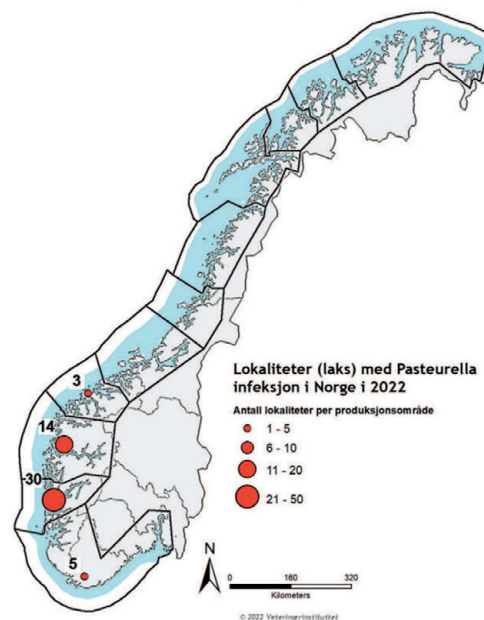 3
14
30
5
Lokaliteter (laks) med Pasteurella
infeksjon i Norge i 2022
Antall lokaliteter per produksjonsområde
1 - 5
6 - 10
11 - 20
21 - 50
N
0 160 320
Kilometers
© 2022 Veterinærinstituttet